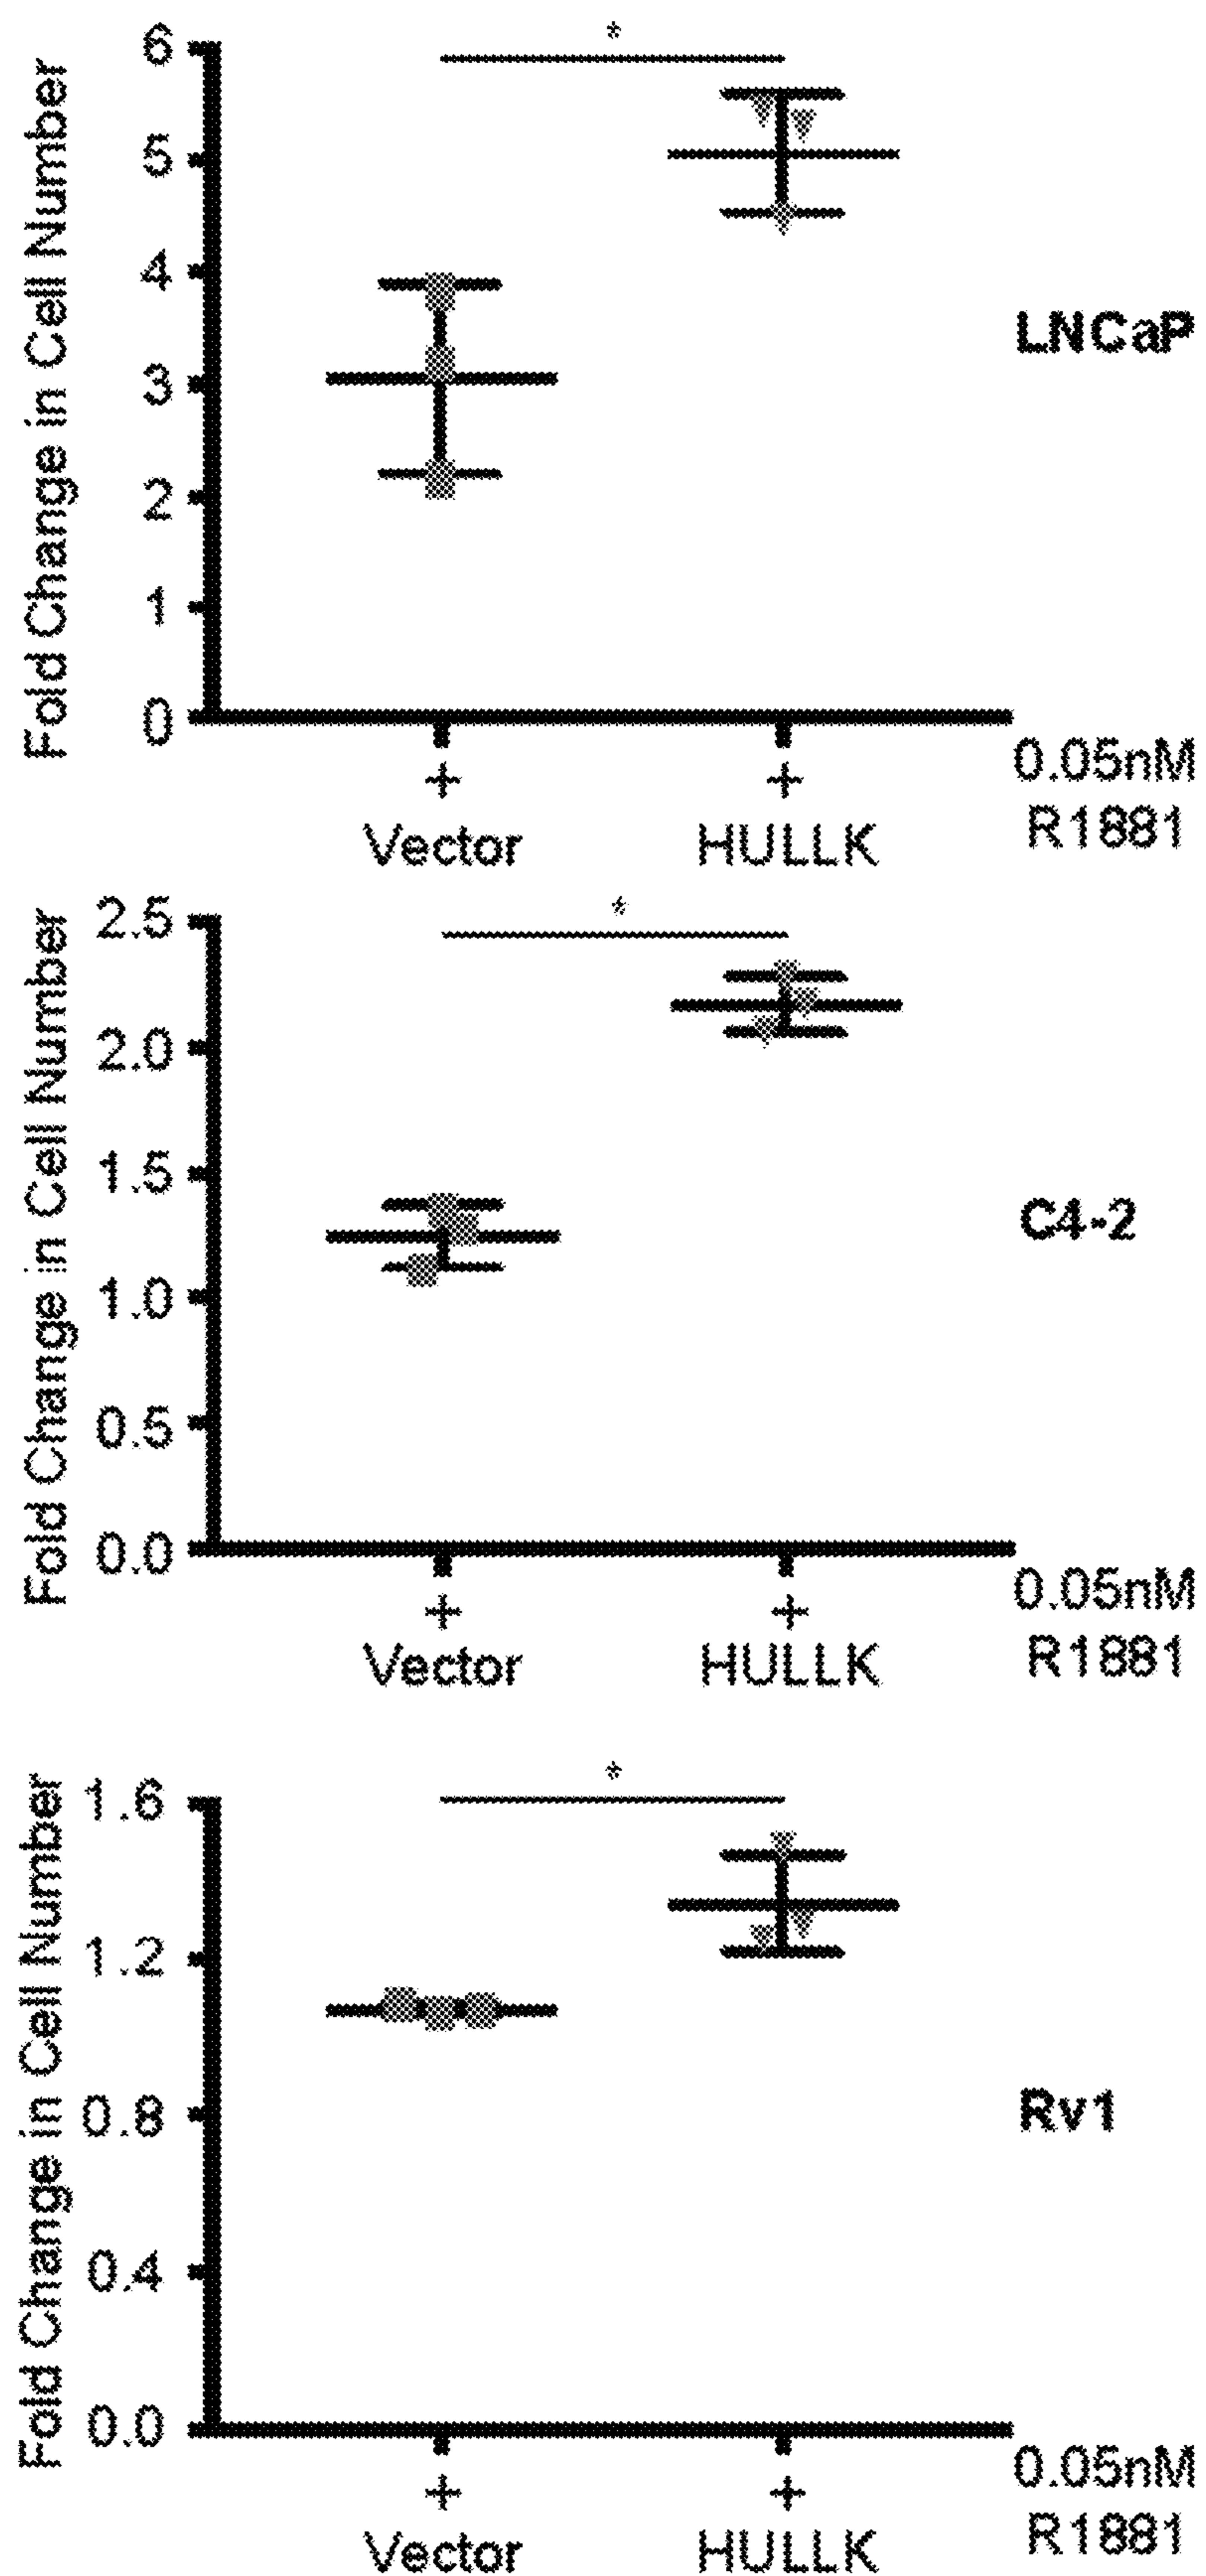 Fold Change in Cell Number
6
5
4
3
2
1
0
*
LNCaP
+ +
Vector HULLK
0.05nM
R1881
Fold Change in Cell Number
2.5
2.0
1.5
1.0
0.5
0.0
*
C4-2
+ +
Vector HULLK
0.05nM
R1881
Fold Change in Cell Number
1.6
1.2
0.8
0.4
0.0
*
Rv1
+ +
Vector HULLK
0.05nM
R1881